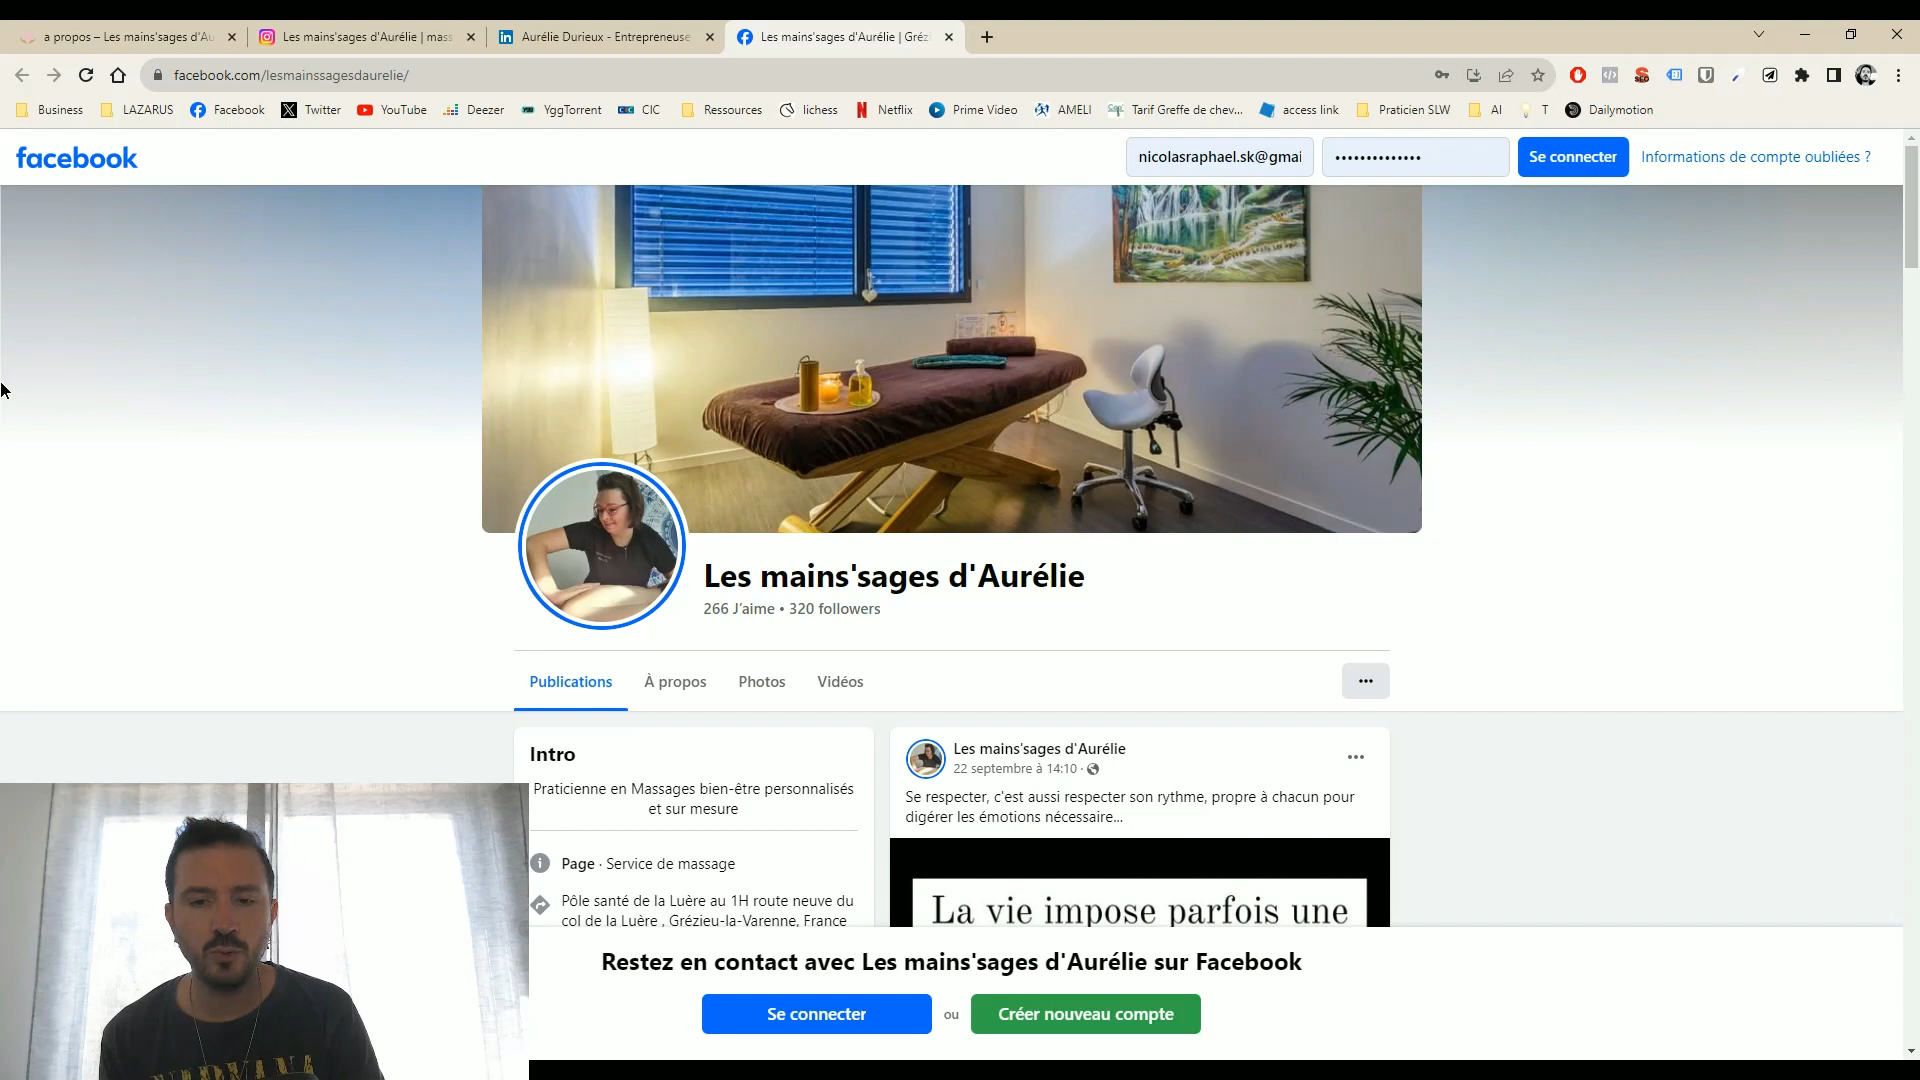 a propos – Les mains'sages d'Au
Les mains'sages d'Aurélie | mass
Aurélie Durieux - Entrepreneuse
Les mains'sages d'Aurélie | Gréz
facebook.com/lesmainssagesdaurelie/
Business
LAZARUS
Facebook
Twitter
YouTube
Deezer
YggTorrent
CIC
Ressources
lichess
Netflix
Prime Video
AMELI
Tarif Greffe de chev...
access link
Praticien SLW
AI
T
Dailymotion
facebook
nicolasraphael.sk@gmai
••••••••••••••
Se connecter
Informations de compte oubliées ?
Les mains'sages d'Aurélie
266 J'aime • 320 followers
Publications
À propos
Photos
Vidéos
Intro
Praticienne en Massages bien-être personnalisés
et sur mesure
Page · Service de massage
Pôle santé de la Luère au 1H route neuve du
col de la Luère , Grézieu-la-Varenne, France
Les mains'sages d'Aurélie
22 septembre à 14:10 ·
Se respecter, c'est aussi respecter son rythme, propre à chacun pour
digérer les émotions nécessaire...
La vie impose parfois une
Restez en contact avec Les mains'sages d'Aurélie sur Facebook
Se connecter
ou
Créer nouveau compte
NIRVANA